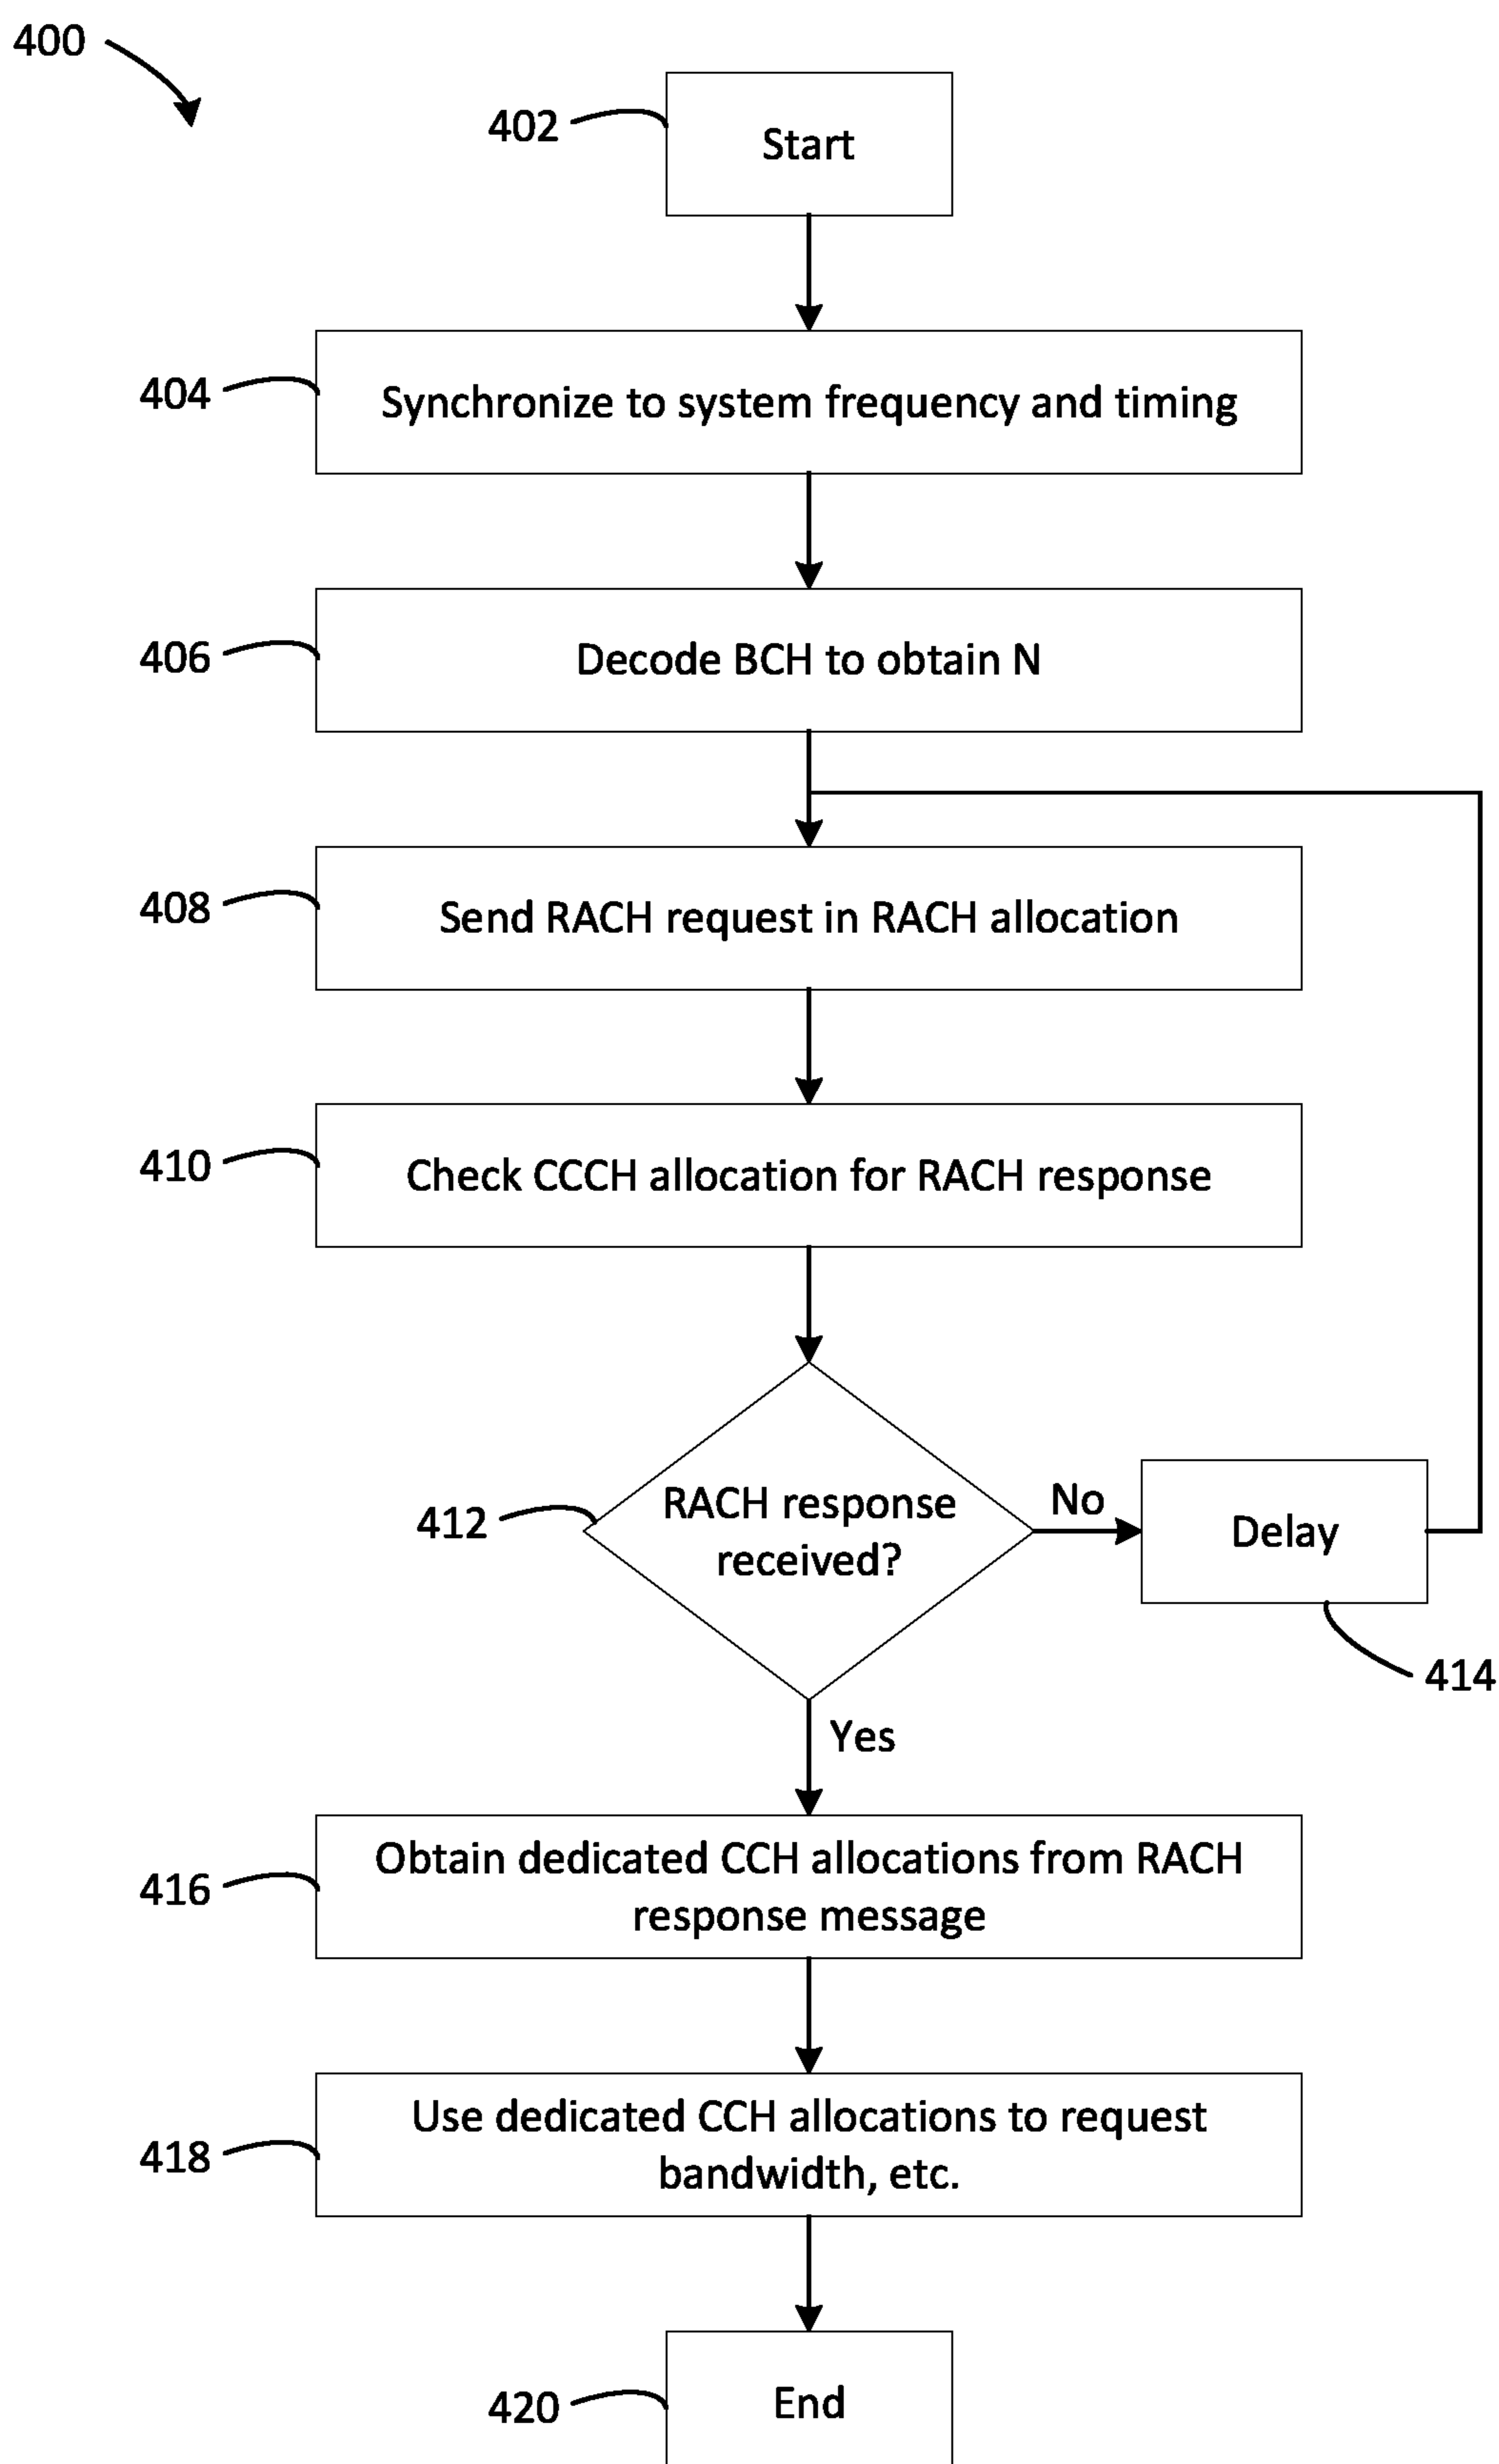 400
402
Start
404
Synchronize to system frequency and timing
406
Decode BCH to obtain N
408
Send RACH request in RACH allocation
410
Check CCCH allocation for RACH response
412
RACH response
received?
No
Delay
414
Yes
416
Obtain dedicated CCH allocations from RACH
response message
418
Use dedicated CCH allocations to request
bandwidth, etc.
420
End